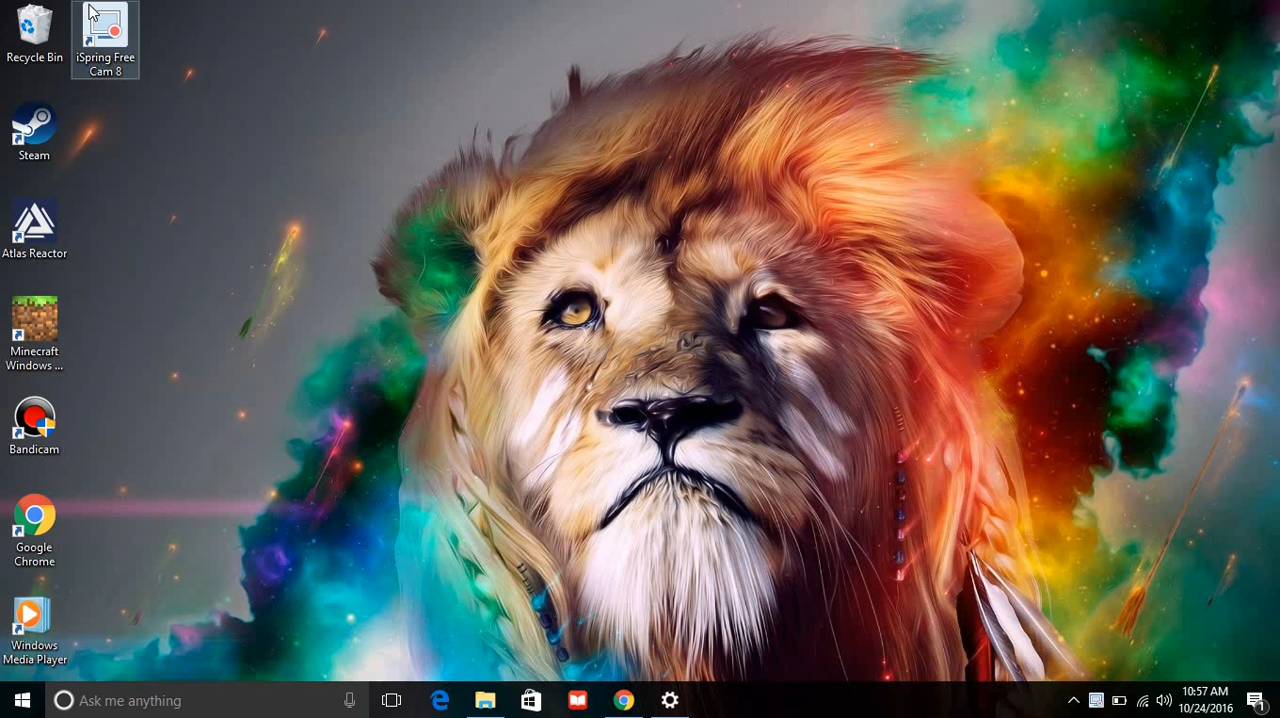 Recycle Bin
iSpring Free
Cam 8
Steam
Atlas Reactor
Minecraft
Windows ...
Bandicam
Google
Chrome
Windows
Media Player
Ask me anything
10:57 AM
10/24/2016
1